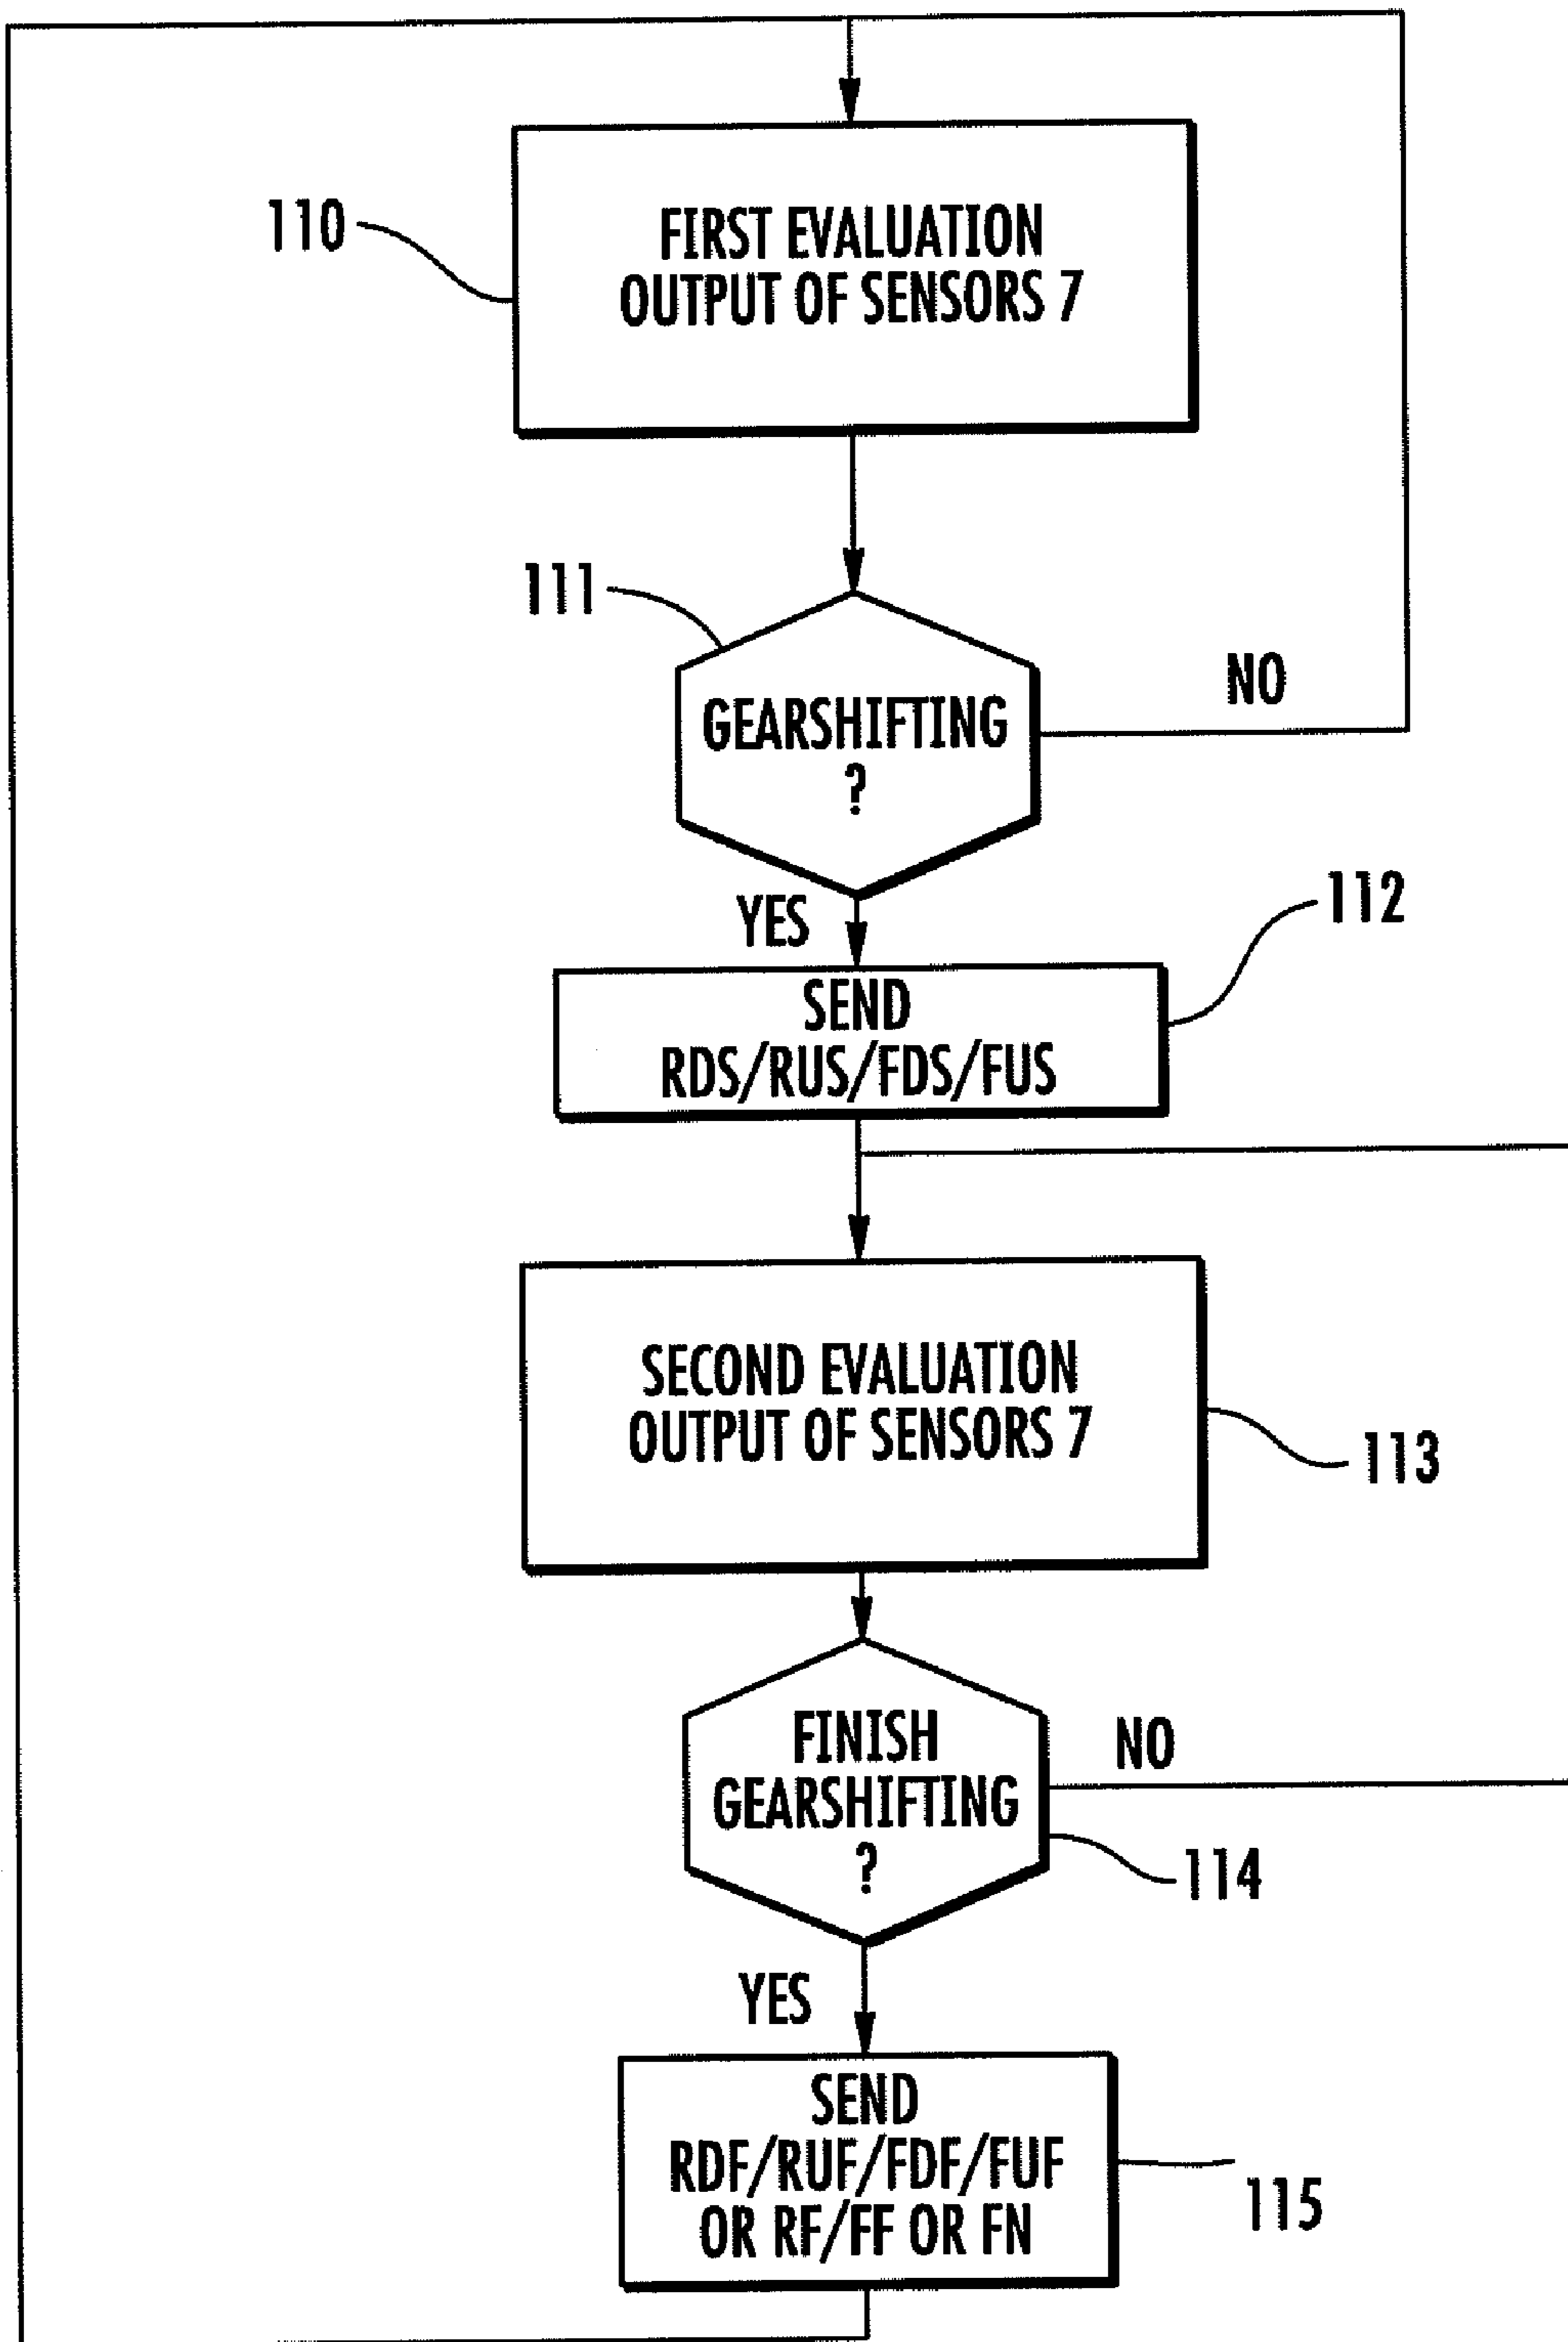 110
FIRST EVALUATION
OUTPUT OF SENSORS 7
111
GEARSHIFTING
?
NO
YES
112
SEND
RDS/RUS/FDS/FUS
SECOND EVALUATION
OUTPUT OF SENSORS 7
113
FINISH
GEARSHIFTING
?
NO
114
YES
SEND
RDF/RUF/FDF/FUF
OR RF/FF OR FN
115